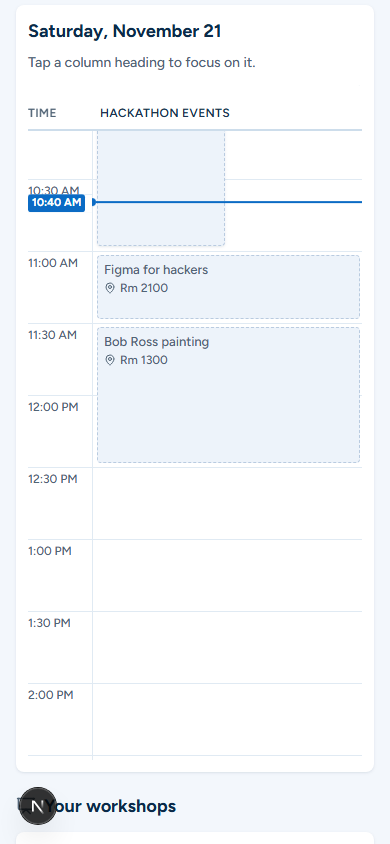 Saturday, November 21
Tap a column heading to focus on it.
TIME HACKATHON EVENTS
10:30 AM
10:40 AM
11:00 AM
Figma for hackers
Rm 2100
11:30 AM
Bob Ross painting
Rm 1300
12:00 PM
12:30 PM
1:00 PM
1:30 PM
2:00 PM
N
Your workshops